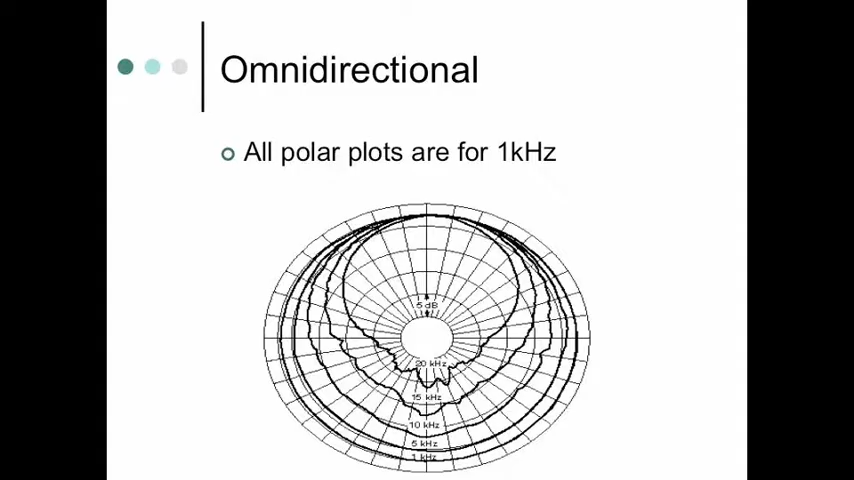 Omnidirectional
All polar plots are for 1kHz
5 dB
20 kHz
15 kHz
10 kHz
5 kHz
1 kHz